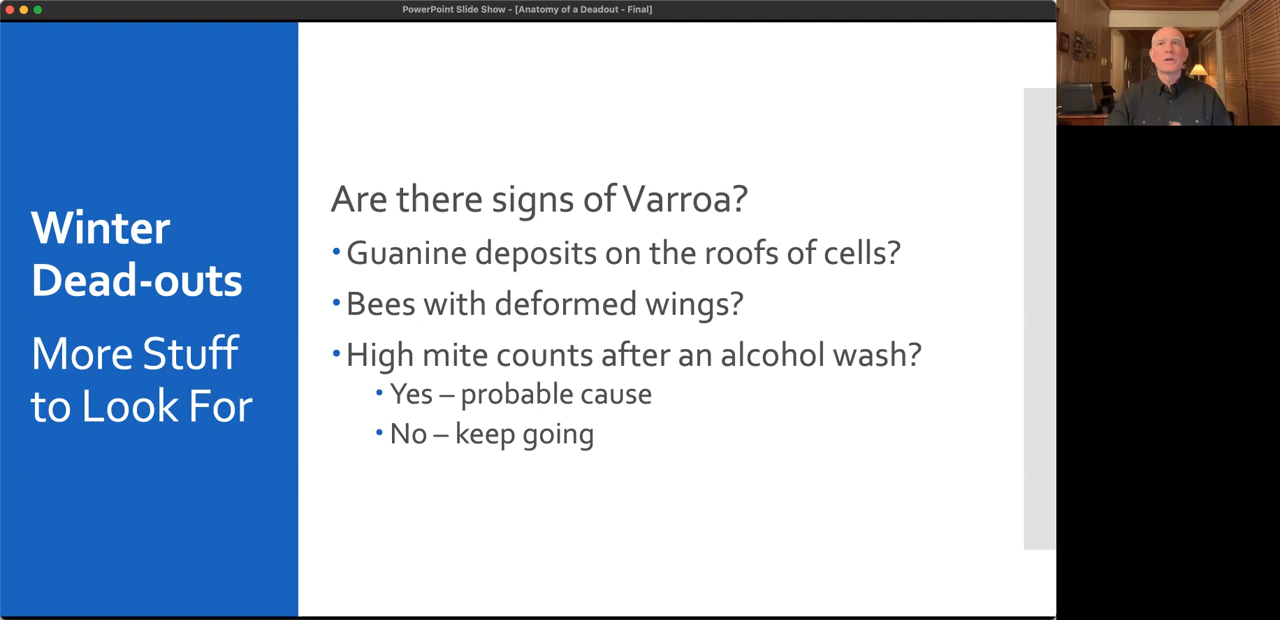 PowerPoint Slide Show - [Anatomy of a Deadout - Final]
Winter
Dead-outs
More Stuff
to Look For
Are there signs of Varroa?
• Guanine deposits on the roofs of cells?
• Bees with deformed wings?
• High mite counts after an alcohol wash?
• Yes – probable cause
• No – keep going